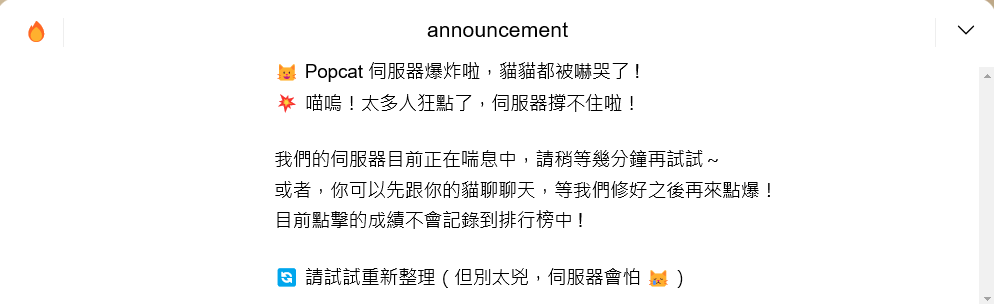 announcement
😺 Popcat 伺服器爆炸啦，貓貓都被嚇哭了！
💥 喵嗚！太多人狂點了，伺服器撐不住啦！
我們的伺服器目前正在喘息中，請稍等幾分鐘再試試～
或者，你可以先跟你的貓聊聊天，等我們修好之後再來點爆！
目前點擊的成績不會記錄到排行榜中！
🔄 請試試重新整理（但別太兇，伺服器會怕 😿）